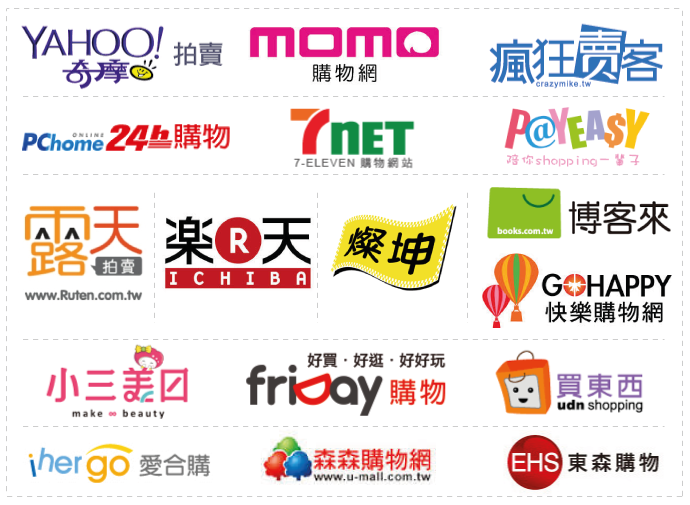 YAHOO!
奇摩 拍賣
momo
購物網
瘋狂賣客
crazymike.tw
PChome ONLINE 24h購物
7NET
7-ELEVEN 購物網站
P@YEASY
陪你shopping一輩子
露天
拍賣
www.Ruten.com.tw
楽R天
ICHIBA
燦坤
books.com.tw
博客來
GOHAPPY
快樂購物網
小三美日
make ∞ beauty
好買・好逛・好好玩
friDay 購物
買東西
udn shopping
ihergo 愛合購
森森購物網
www.u-mall.com.tw
EHS 東森購物